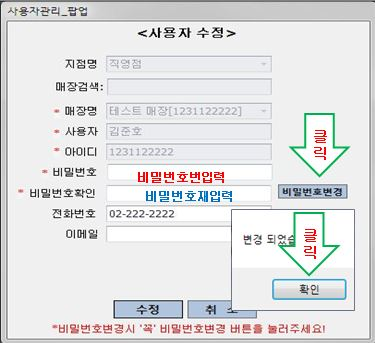 사용자관리_팝업
<사용자 수정>
지점명 직영점
매장검색:
* 매장명 테스트 매장[1231122222]
* 사용자 김준호
* 아이디 1231122222
* 비밀번호 비밀번호변입력
* 비밀번호확인 비밀번호재입력 비밀번호변경
클릭
전화번호 02-222-2222
이메일
변경 되었습
클릭
확인
수정 취 소
*비밀번호변경시 '꼭' 비밀번호변경 버튼을 눌러주세요!